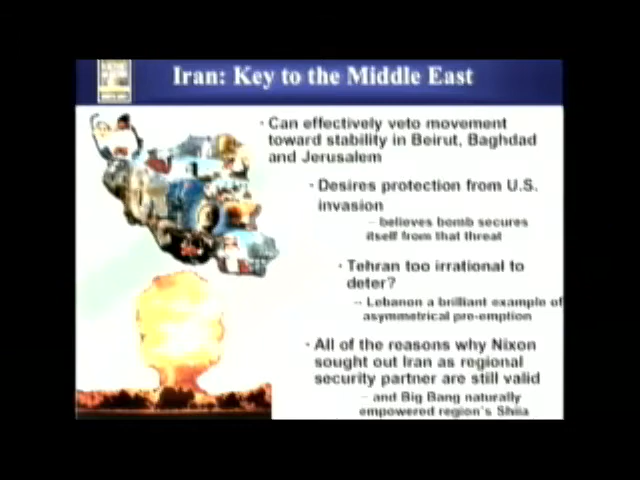 Iran: Key to the Middle East
· Can effectively veto movement
toward stability in Beirut, Baghdad
and Jerusalem
· Desires protection from U.S.
invasion
– believes bomb secures
itself from that threat
· Tehran too irrational to
deter?
– Lebanon a brilliant example of
asymmetrical pre-emption
· All of the reasons why Nixon
sought out Iran as regional
security partner are still valid
– and Big Bang naturally
empowered region's Shiia